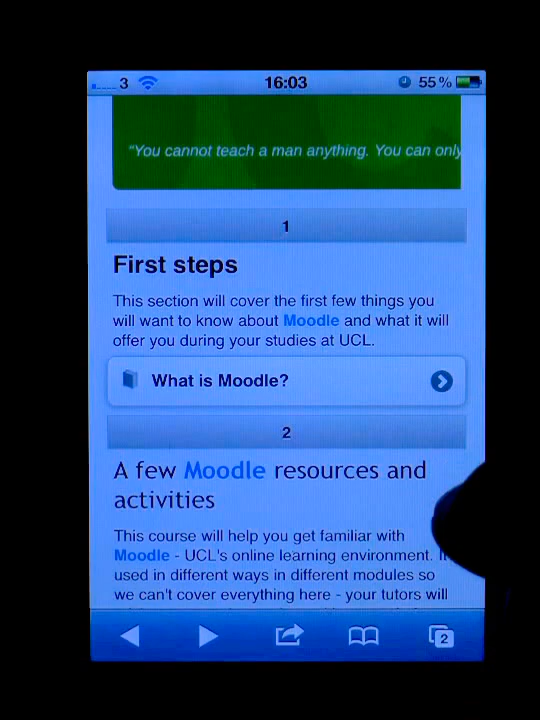 3 16:03 55%
"You cannot teach a man anything. You can only
1
First steps
This section will cover the first few things you
will want to know about Moodle and what it will
offer you during your studies at UCL.
What is Moodle?
2
A few Moodle resources and
activities
This course will help you get familiar with
Moodle - UCL's online learning environment.
used in different ways in different modules so
we can't cover everything here - your tutors will
2